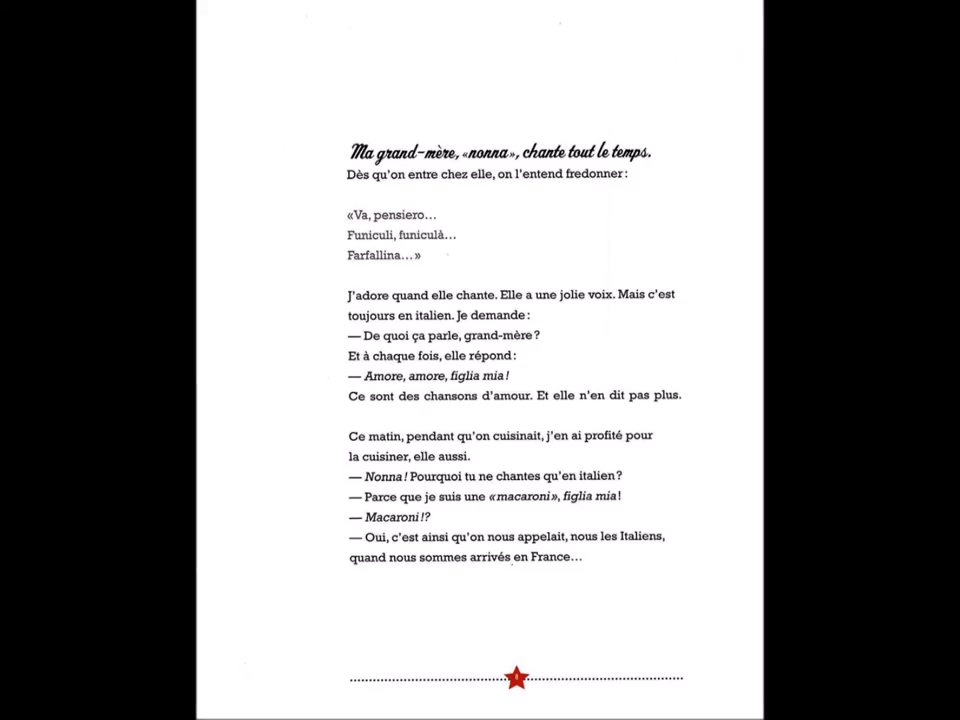 Ma grand-mère, «nonna», chante tout le temps.
Dès qu'on entre chez elle, on l'entend fredonner :
«Va, pensiero…
Funiculi, funiculà…
Farfallina…»
J'adore quand elle chante. Elle a une jolie voix. Mais c'est
toujours en italien. Je demande :
— De quoi ça parle, grand-mère ?
Et à chaque fois, elle répond :
— Amore, amore, figlia mia !
Ce sont des chansons d'amour. Et elle n'en dit pas plus.
Ce matin, pendant qu'on cuisinait, j'en ai profité pour
la cuisiner, elle aussi.
— Nonna ! Pourquoi tu ne chantes qu'en italien ?
— Parce que je suis une «macaroni», figlia mia !
— Macaroni !?
— Oui, c'est ainsi qu'on nous appelait, nous les Italiens,
quand nous sommes arrivés en France…